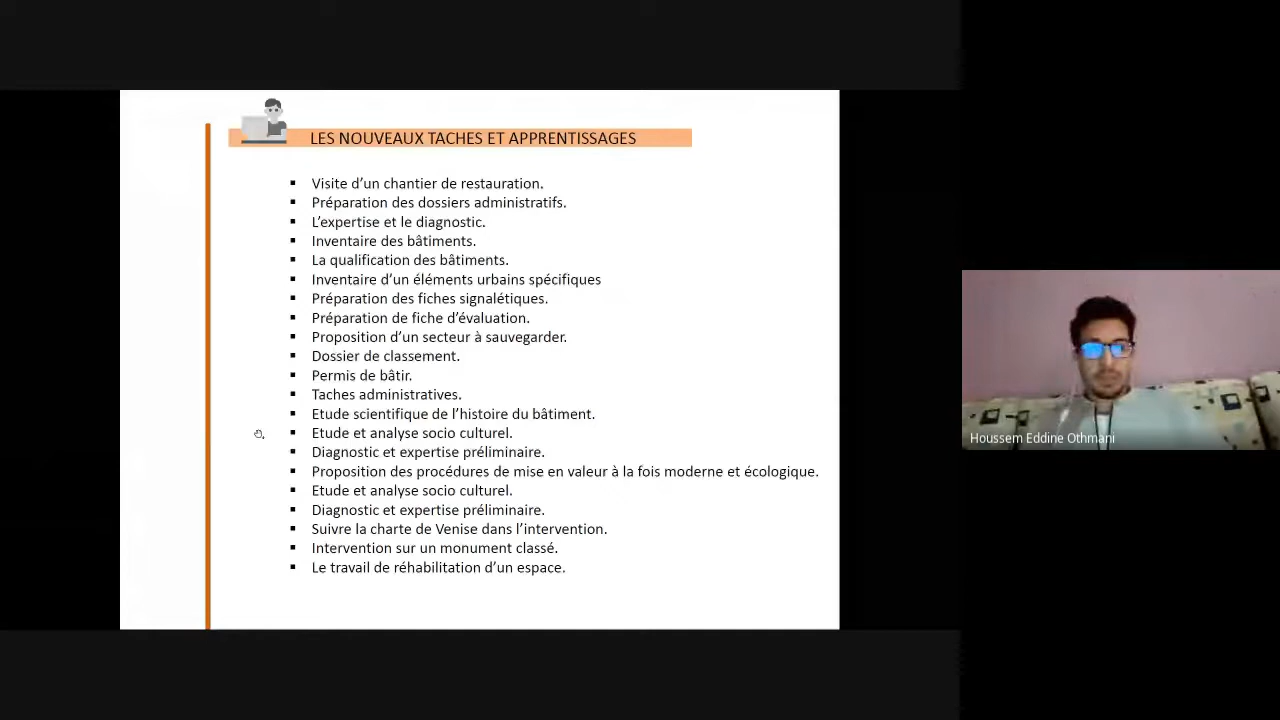 LES NOUVEAUX TACHES ET APPRENTISSAGES
▪ Visite d’un chantier de restauration.
▪ Préparation des dossiers administratifs.
▪ L’expertise et le diagnostic.
▪ Inventaire des bâtiments.
▪ La qualification des bâtiments.
▪ Inventaire d’un éléments urbains spécifiques
▪ Préparation des fiches signalétiques.
▪ Préparation de fiche d’évaluation.
▪ Proposition d’un secteur à sauvegarder.
▪ Dossier de classement.
▪ Permis de bâtir.
▪ Taches administratives.
▪ Etude scientifique de l’histoire du bâtiment.
▪ Etude et analyse socio culturel.
▪ Diagnostic et expertise préliminaire.
▪ Proposition des procédures de mise en valeur à la fois moderne et écologique.
▪ Etude et analyse socio culturel.
▪ Diagnostic et expertise préliminaire.
▪ Suivre la charte de Venise dans l’intervention.
▪ Intervention sur un monument classé.
▪ Le travail de réhabilitation d’un espace.
Houssem Eddine Othmani